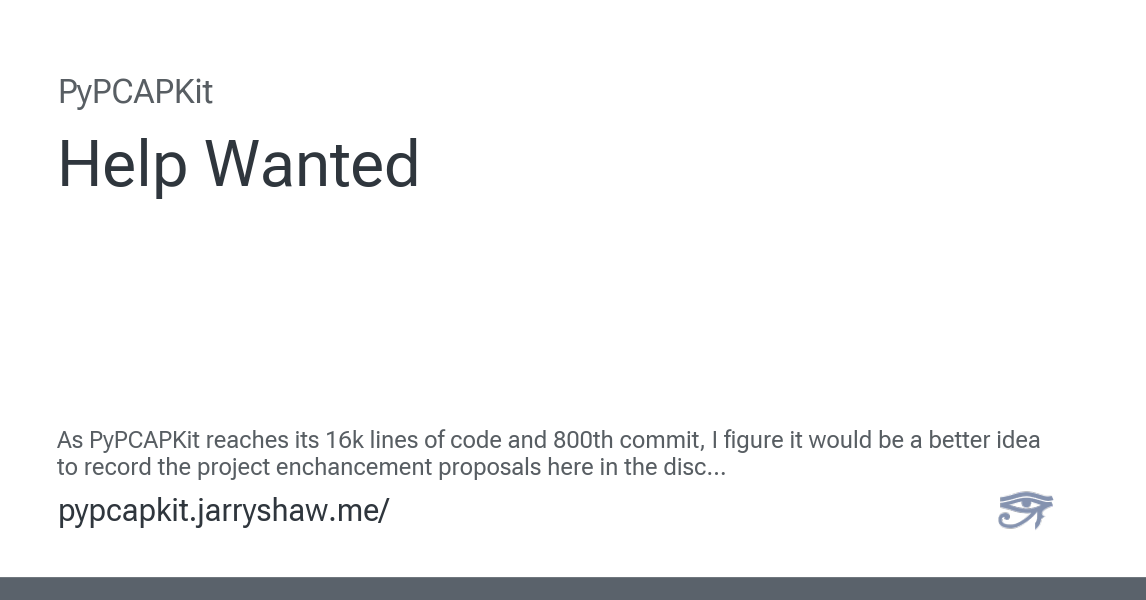 PyPCAPKit
Help Wanted
As PyPCAPKit reaches its 16k lines of code and 800th commit, I figure it would be a better idea
to record the project enchancement proposals here in the disc...
pypcapkit.jarryshaw.me/